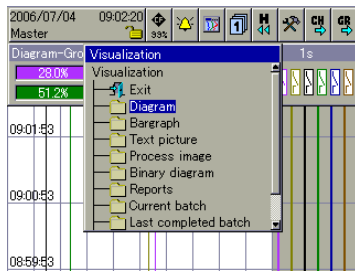 2006/07/04 09:02:20
Master
99%
1
H
CH
GR
Diagram-Gro
Visualization
1s
28.0%
51.2%
Visualization
Exit
Diagram
Bargraph
Text picture
Process image
Binary diagram
Reports
Current batch
Last completed batch
09:01:53
09:00:53
08:59:53